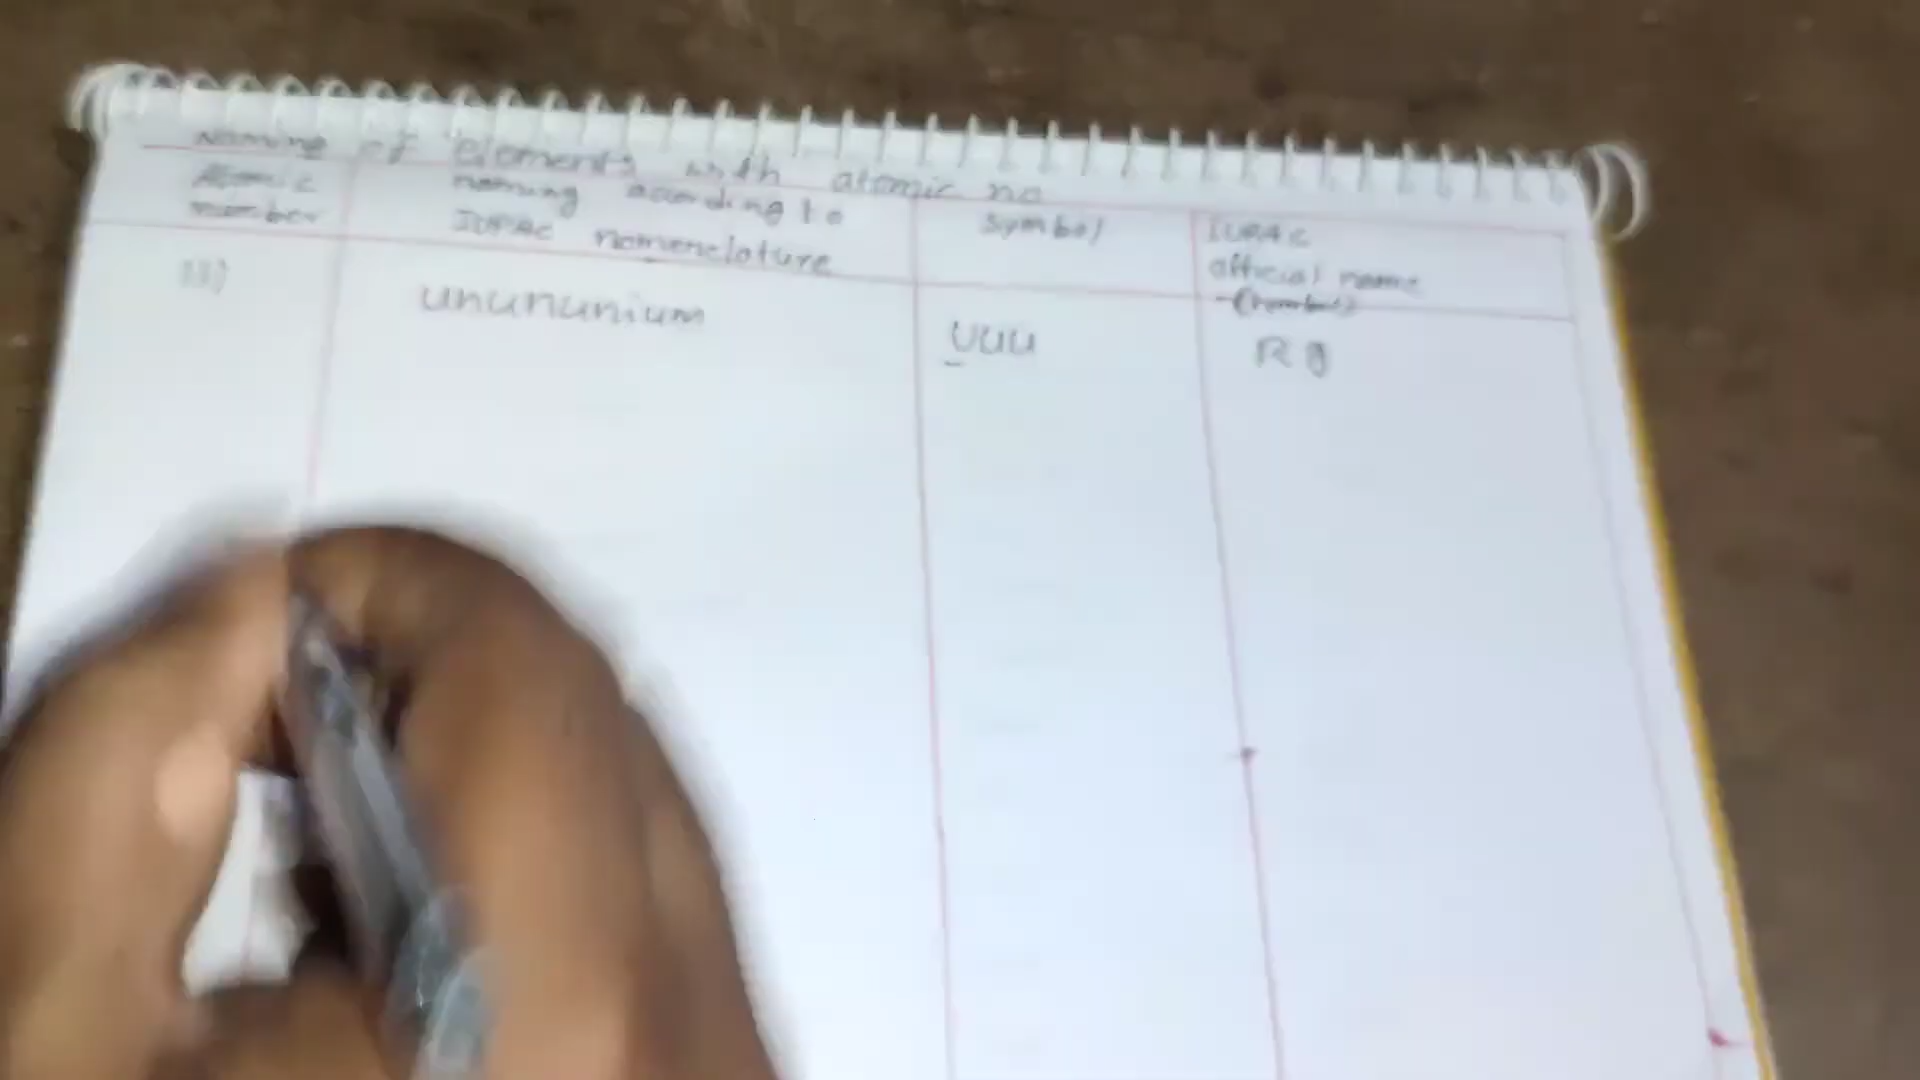 Naming of elements with atomic no
Atomic number
naming according to
IUPAC nomenclature
symbol
IUPAC
official name
111)
unununium
Uuu
Rg